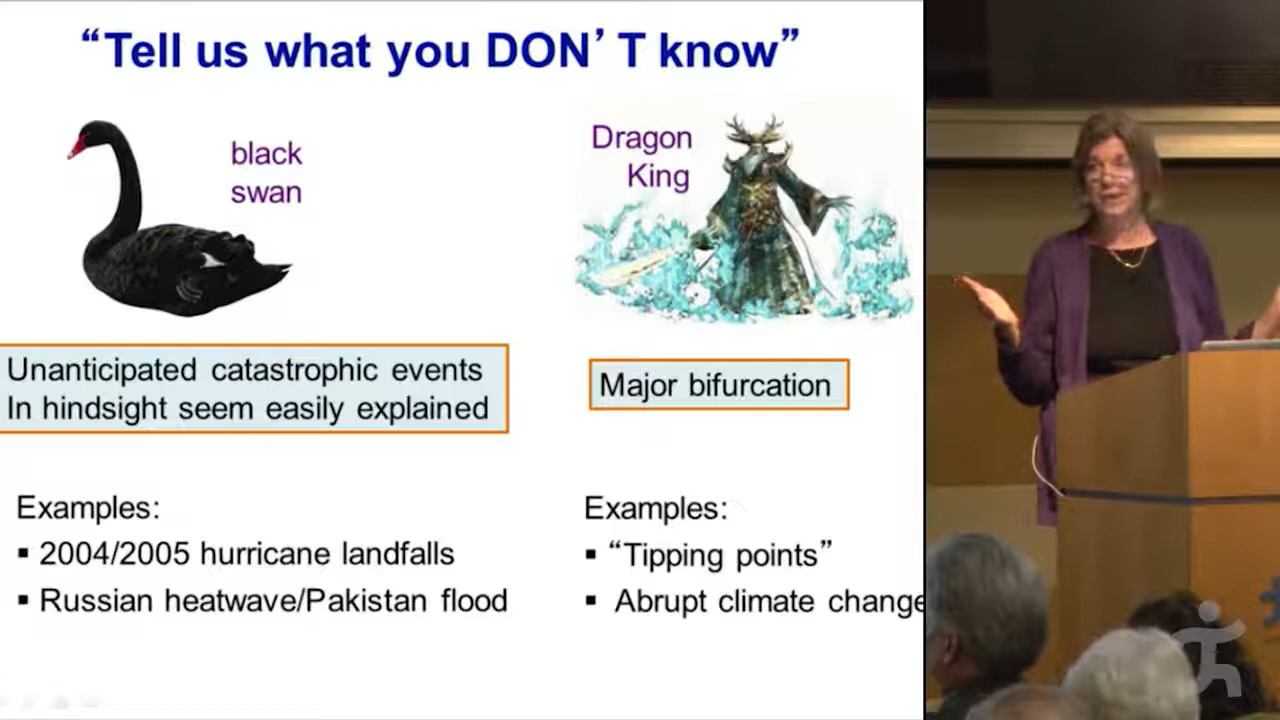 “Tell us what you DON’T know”
black
swan
Dragon
King
Unanticipated catastrophic events
In hindsight seem easily explained
Major bifurcation
Examples:
▪ 2004/2005 hurricane landfalls
▪ Russian heatwave/Pakistan flood
Examples:
▪ “Tipping points”
▪ Abrupt climate change